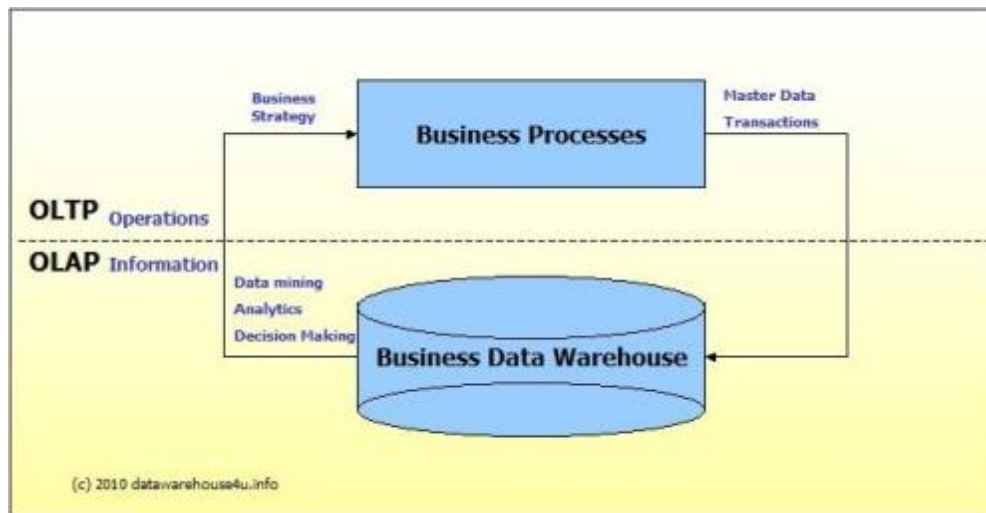 Business
Strategy
Business Processes
Master Data
Transactions
OLTP Operations
OLAP Information
Data mining
Analytics
Decision Making
Business Data Warehouse
(c) 2010 datawarehouse4u.info